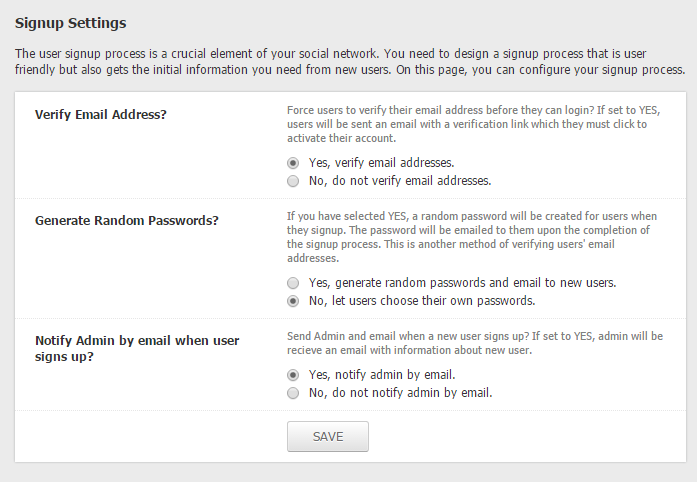 Signup Settings
The user signup process is a crucial element of your social network. You need to design a signup process that is user
friendly but also gets the initial information you need from new users. On this page, you can configure your signup process.
Verify Email Address?
Force users to verify their email address before they can login? If set to YES,
users will be sent an email with a verification link which they must click to
activate their account.
Yes, verify email addresses.
No, do not verify email addresses.
Generate Random Passwords?
If you have selected YES, a random password will be created for users when
they signup. The password will be emailed to them upon the completion of
the signup process. This is another method of verifying users' email
addresses.
Yes, generate random passwords and email to new users.
No, let users choose their own passwords.
Notify Admin by email when user
signs up?
Send Admin and email when a new user signs up? If set to YES, admin will be
recieve an email with information about new user.
Yes, notify admin by email.
No, do not notify admin by email.
SAVE